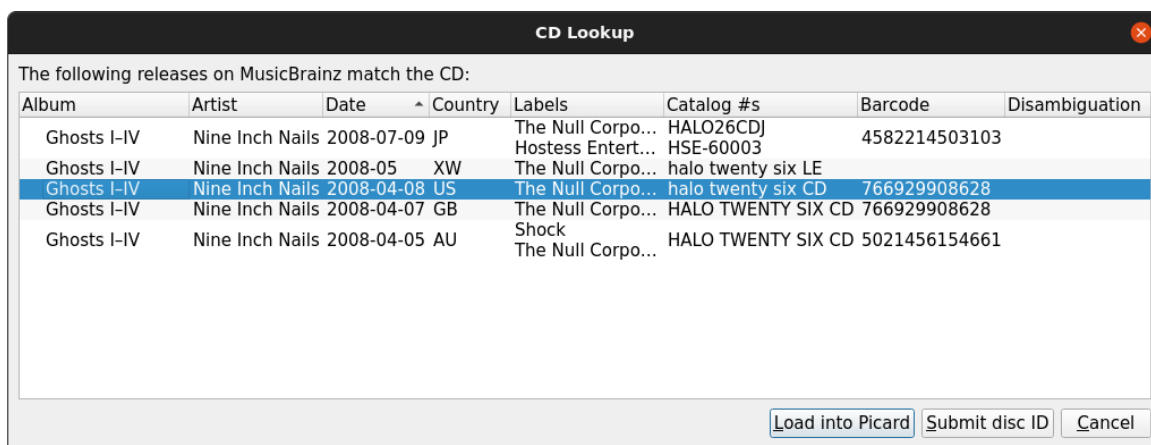 CD Lookup
The following releases on MusicBrainz match the CD:
Album Artist Date Country Labels Catalog #s Barcode Disambiguation
Ghosts I–IV Nine Inch Nails 2008-07-09 JP The Null Corpo... HALO26CDJ 4582214503103
Hostess Entert... HSE-60003
Ghosts I–IV Nine Inch Nails 2008-05 XW The Null Corpo... halo twenty six LE
Ghosts I–IV Nine Inch Nails 2008-04-08 US The Null Corpo... halo twenty six CD 766929908628
Ghosts I–IV Nine Inch Nails 2008-04-07 GB The Null Corpo... HALO TWENTY SIX CD 766929908628
Ghosts I–IV Nine Inch Nails 2008-04-05 AU Shock HALO TWENTY SIX CD 5021456154661
The Null Corpo...
Load into Picard Submit disc ID Cancel